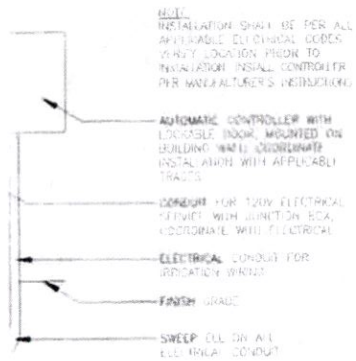 NOTE
INSTALLATION SHALL BE PER ALL
APPLICABLE ELECTRICAL CODES
VERIFY LOCATION PRIOR TO
INSTALLATION INSTALL CONTROLLER
PER MANUFACTURER'S INSTRUCTIONS
AUTOMATIC CONTROLLER WITH
LOCKABLE DOOR, MOUNTED ON
BUILDING WALL COORDINATE
INSTALLATION WITH APPLICABLE
TRADES
CONDUIT FOR 120V ELECTRICAL
SERVICE WITH JUNCTION BOX,
COORDINATE WITH ELECTRICAL
ELECTRICAL CONDUIT FOR
IRRIGATION WIRING
FINISH GRADE
SWEEP ELL ON ALL
ELECTRICAL CONDUIT